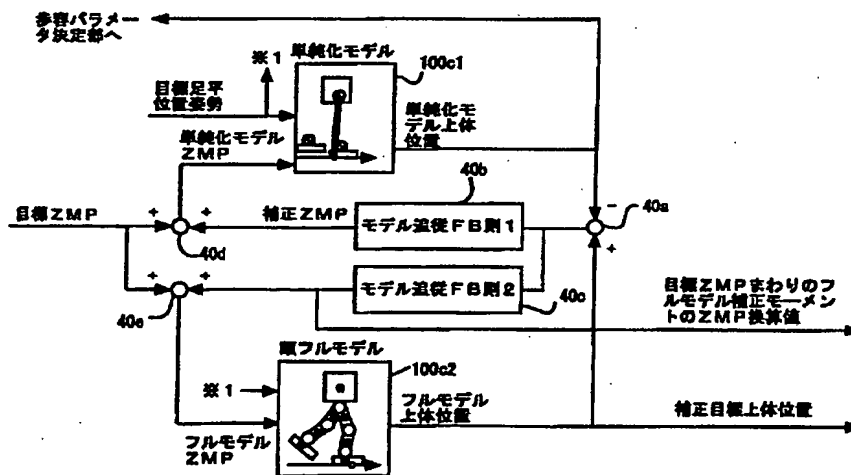 歩容パラメー
タ決定部へ
単純化モデル
※1
100c1
目標足平
位置姿勢
単純化モ
デル上体
位置
単純化モデル
ZMP
40b
40a
-
目標ZMP
+
+
補正ZMP
モデル追従FB則1
+
40d
+
+
モデル追従FB則2
40e
40c
目標ZMPまわりのフ
ルモデル補正モーメン
トのZMP換算値
順フルモデル
100c2
※1
フルモデル
上体位置
補正目標上体位置
フルモデル
ZMP